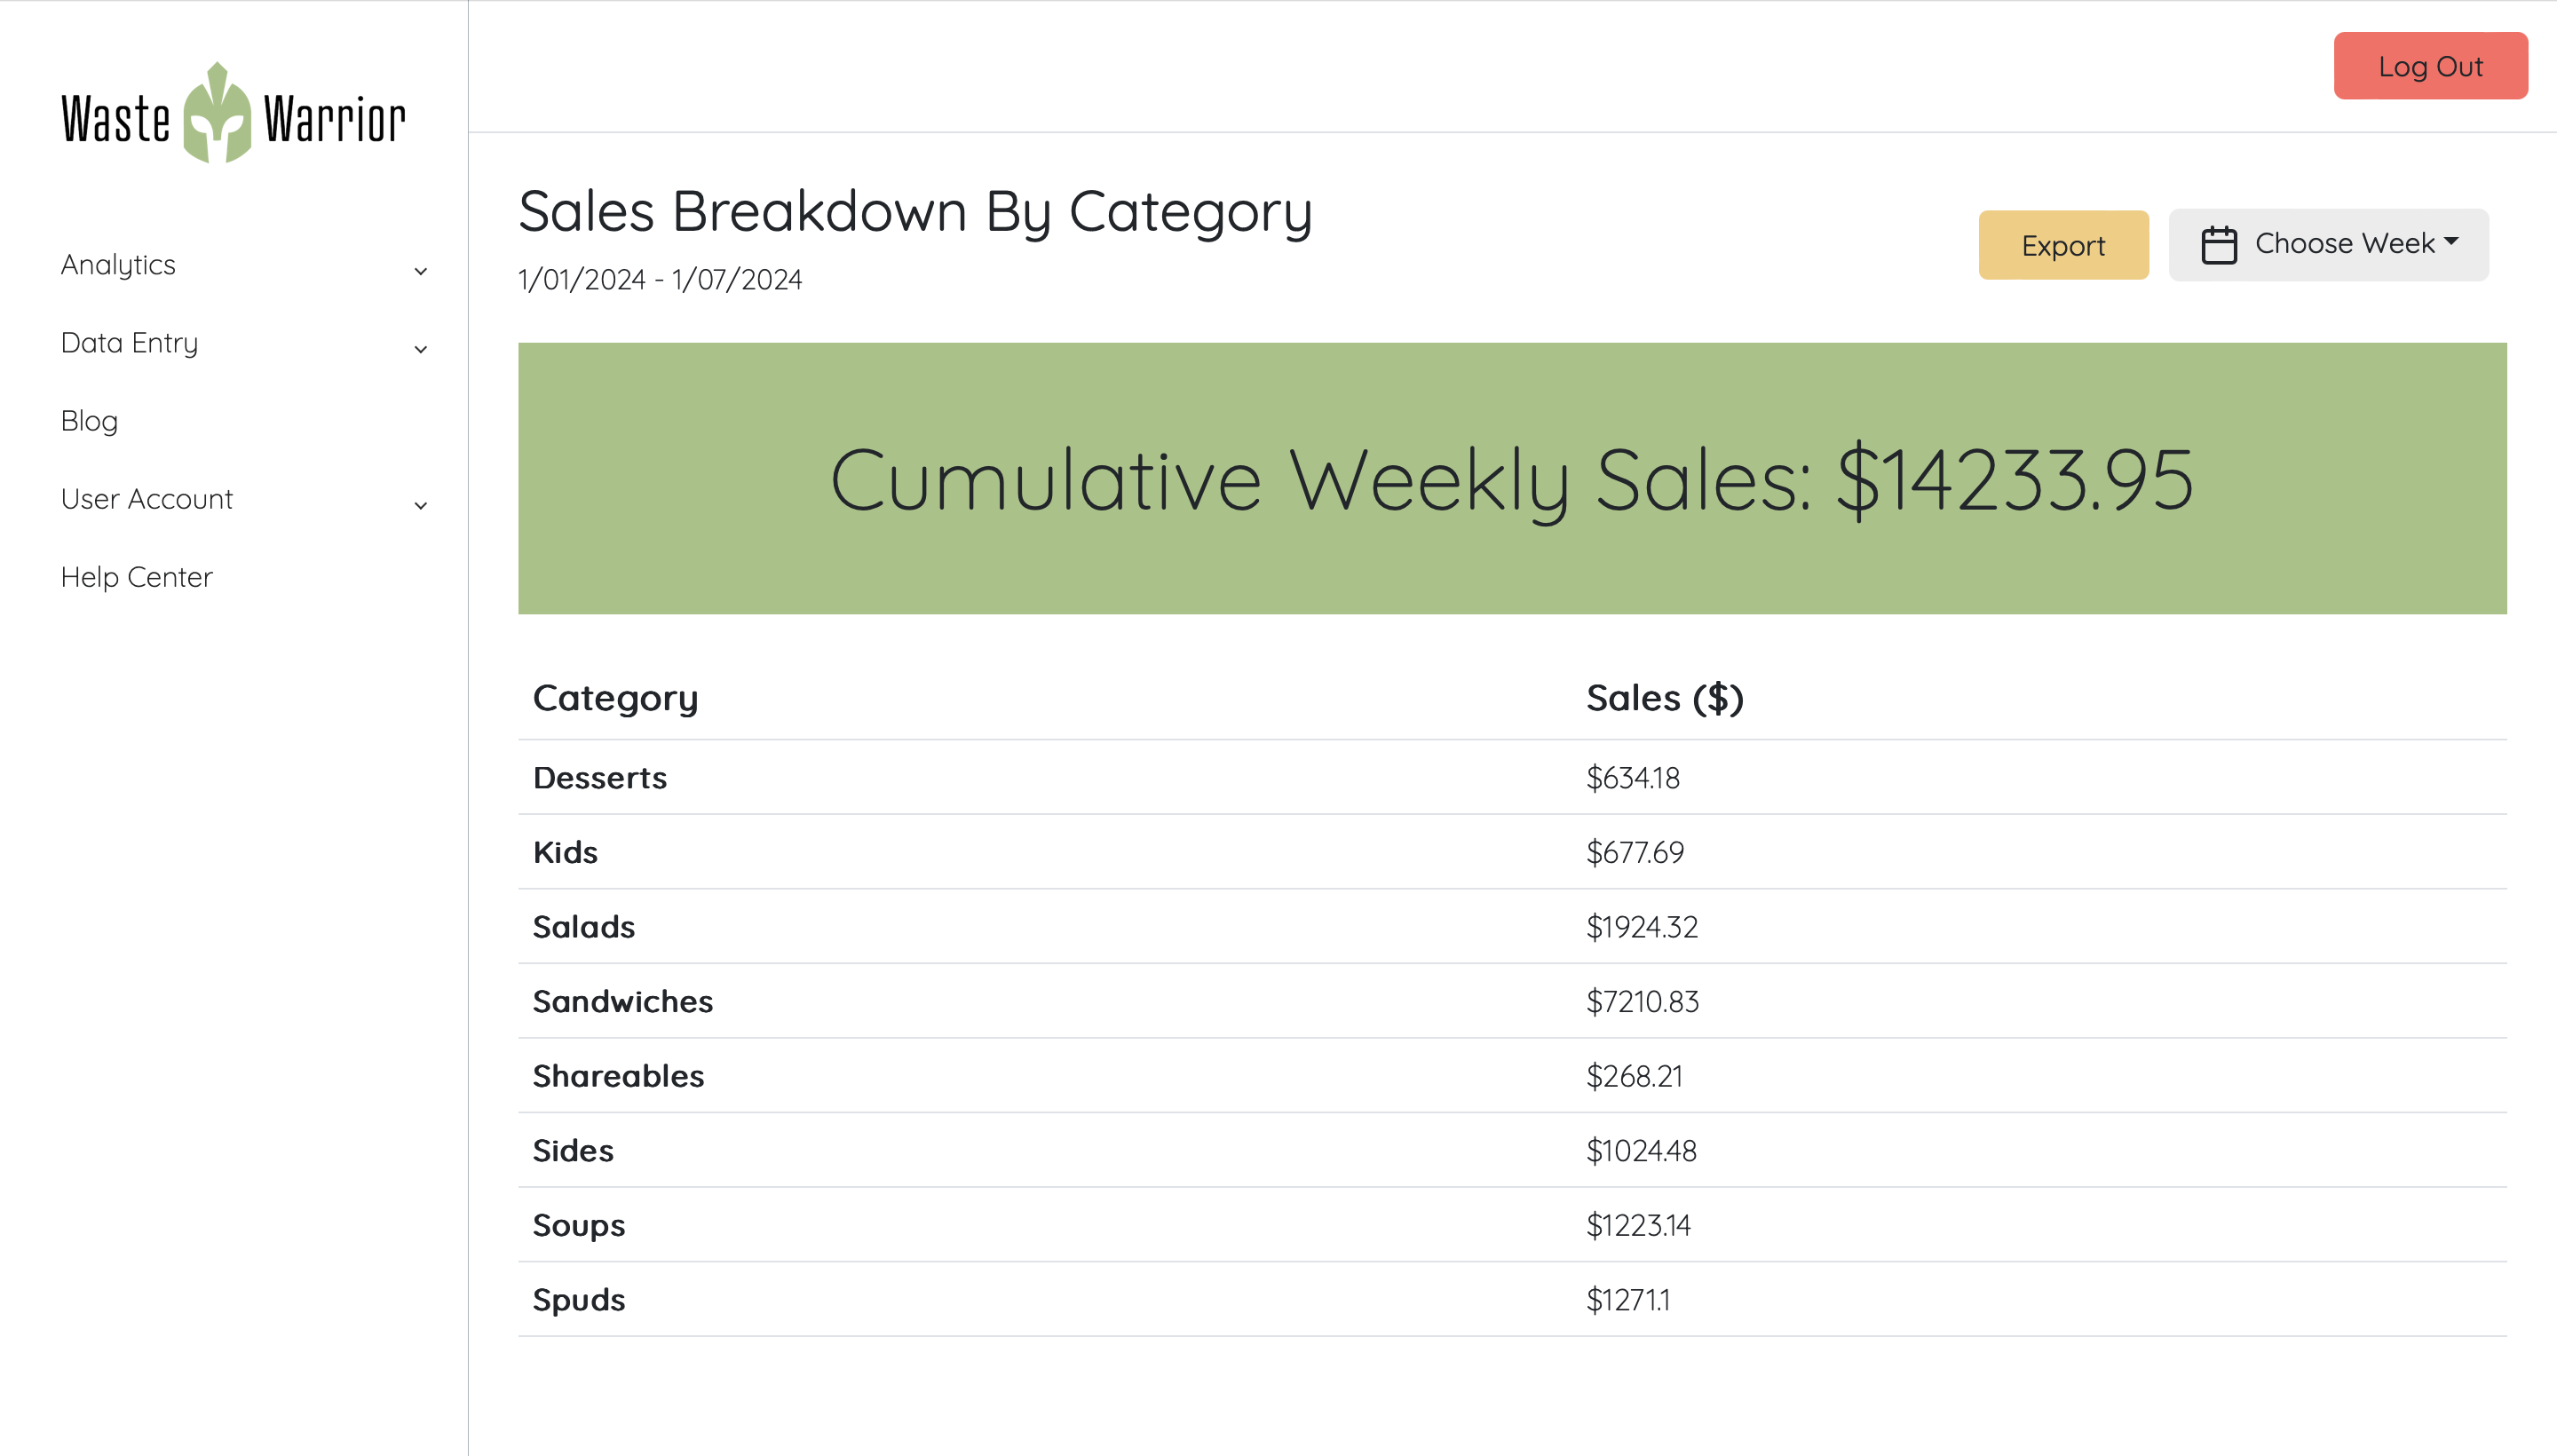 Waste Warrior
Log Out
Analytics
Data Entry
Blog
User Account
Help Center
Sales Breakdown By Category
1/01/2024 - 1/07/2024
Export
Choose Week
Cumulative Weekly Sales: $14233.95
Category Sales ($)
Desserts $634.18
Kids $677.69
Salads $1924.32
Sandwiches $7210.83
Shareables $268.21
Sides $1024.48
Soups $1223.14
Spuds $1271.1